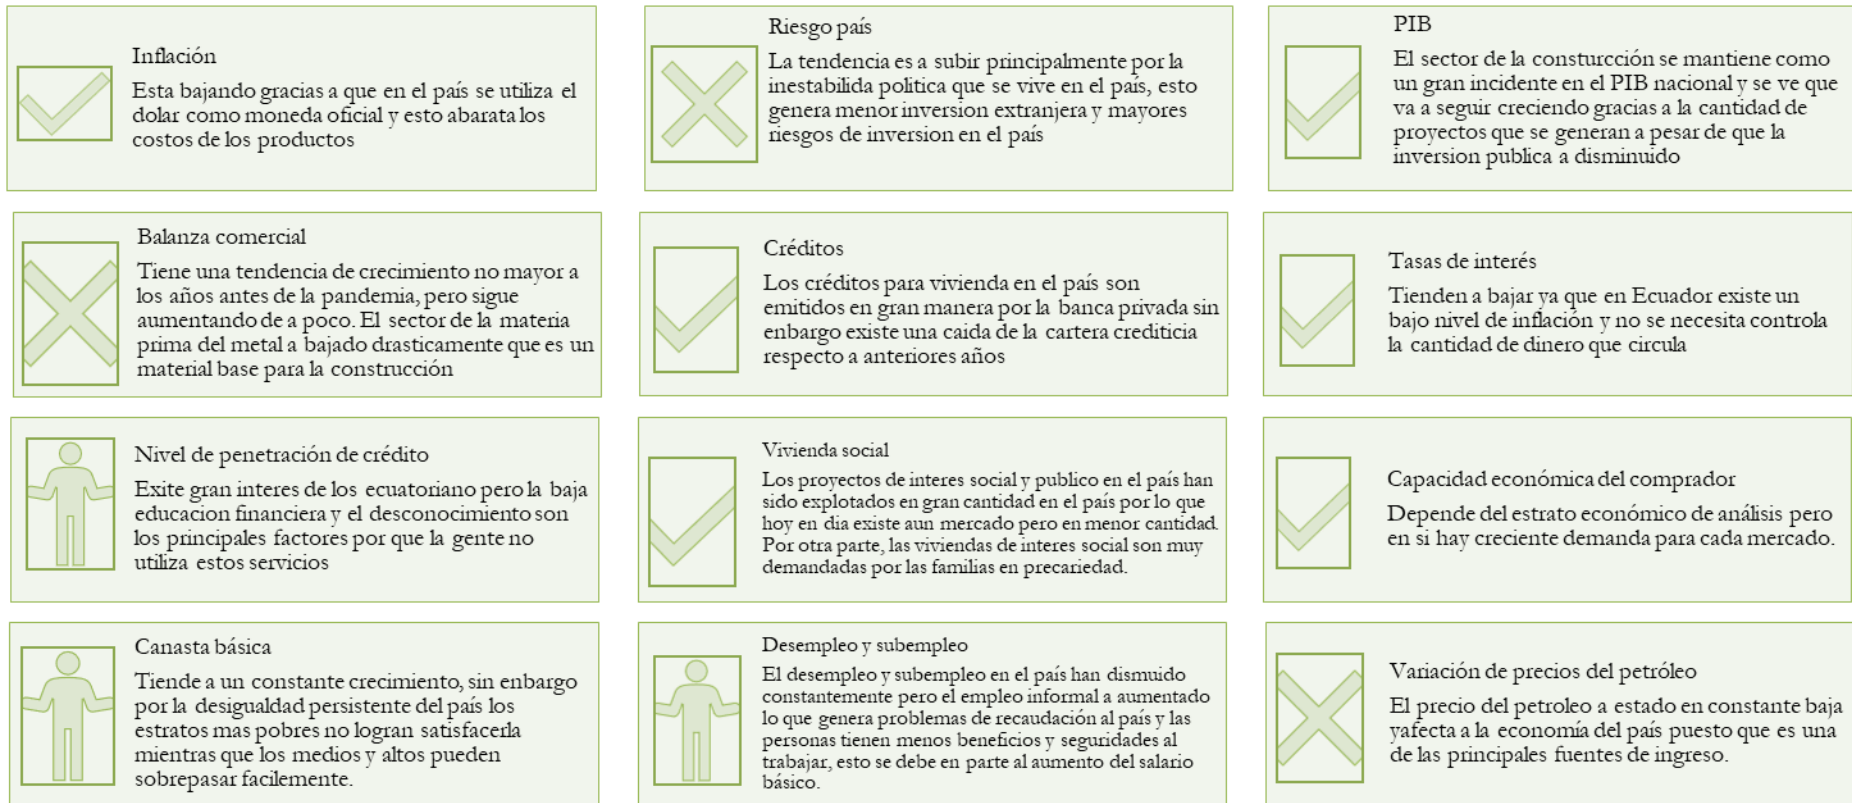 Inflación
Esta bajando gracias a que en el país se utiliza el
dolar como moneda oficial y esto abarata los
costos de los productos
Riesgo país
La tendencia es a subir principalmente por la
inestabilida politica que se vive en el país, esto
genera menor inversion extranjera y mayores
riesgos de inversion en el país
PIB
El sector de la consturcción se mantiene como
un gran incidente en el PIB nacional y se ve que
va a seguir creciendo gracias a la cantidad de
proyectos que se generan a pesar de que la
inversion publica a disminuido
Balanza comercial
Tiene una tendencia de crecimiento no mayor a
los años antes de la pandemia, pero sigue
aumentando de a poco. El sector de la materia
prima del metal a bajado drasticamente que es un
material base para la construcción
Créditos
Los créditos para vivienda en el país son
emitidos en gran manera por la banca privada sin
enbargo existe una caida de la cartera crediticia
respecto a anteriores años
Tasas de interés
Tienden a bajar ya que en Ecuador existe un
bajo nivel de inflación y no se necesita controla
la cantidad de dinero que circula
Nivel de penetración de crédito
Exite gran interes de los ecuatoriano pero la baja
educacion financiera y el desconocimiento son
los principales factores por que la gente no
utiliza estos servicios
Vivienda social
Los proyectos de interes social y publico en el país han
sido explotados en gran cantidad en el país por lo que
hoy en dia existe aun mercado pero en menor cantidad.
Por otra parte, las viviendas de interes social son muy
demandadas por las familias en precariedad.
Capacidad económica del comprador
Depende del estrato económico de análisis pero
en si hay creciente demanda para cada mercado.
Canasta básica
Tiende a un constante crecimiento, sin enbargo
por la desigualdad persistente del país los
estratos mas pobres no logran satisfacerla
mientras que los medios y altos pueden
sobrepasar facilmente.
Desempleo y subempleo
El desempleo y subempleo en el país han dismuido
constantemente pero el empleo informal a aumentado
lo que genera problemas de recaudación al país y las
personas tienen menos beneficios y seguridades al
trabajar, esto se debe en parte al aumento del salario
básico.
Variación de precios del petróleo
El precio del petroleo a estado en constante baja
yafecta a la economía del país puesto que es una
de las principales fuentes de ingreso.